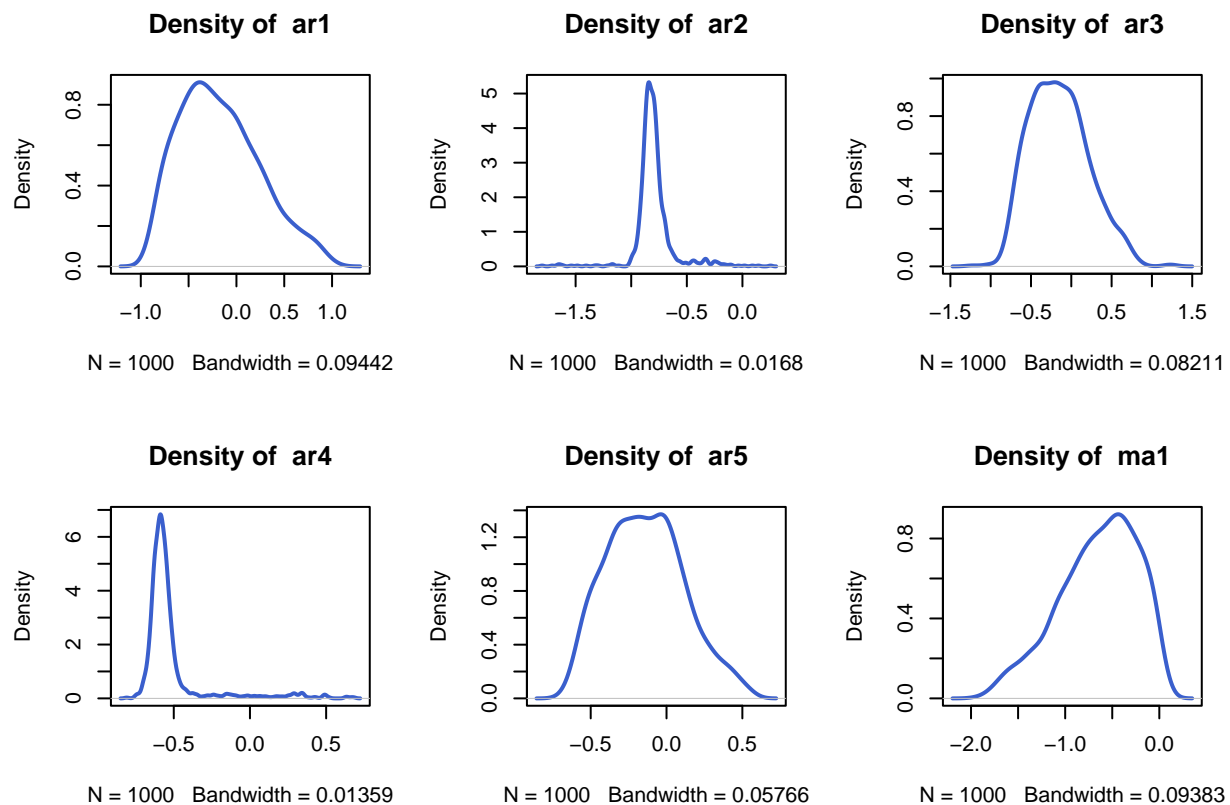 Density of ar1
Density
0.0 0.4 0.8
−1.0 0.0 0.5 1.0
N = 1000 Bandwidth = 0.09442
Density of ar2
Density
0 1 2 3 4 5
−1.5 −0.5 0.0
N = 1000 Bandwidth = 0.0168
Density of ar3
Density
0.0 0.4 0.8
−1.5 −0.5 0.5 1.5
N = 1000 Bandwidth = 0.08211
Density of ar4
Density
0 2 4 6
−0.5 0.0 0.5
N = 1000 Bandwidth = 0.01359
Density of ar5
Density
0.0 0.4 0.8 1.2
−0.5 0.0 0.5
N = 1000 Bandwidth = 0.05766
Density of ma1
Density
0.0 0.4 0.8
−2.0 −1.0 0.0
N = 1000 Bandwidth = 0.09383